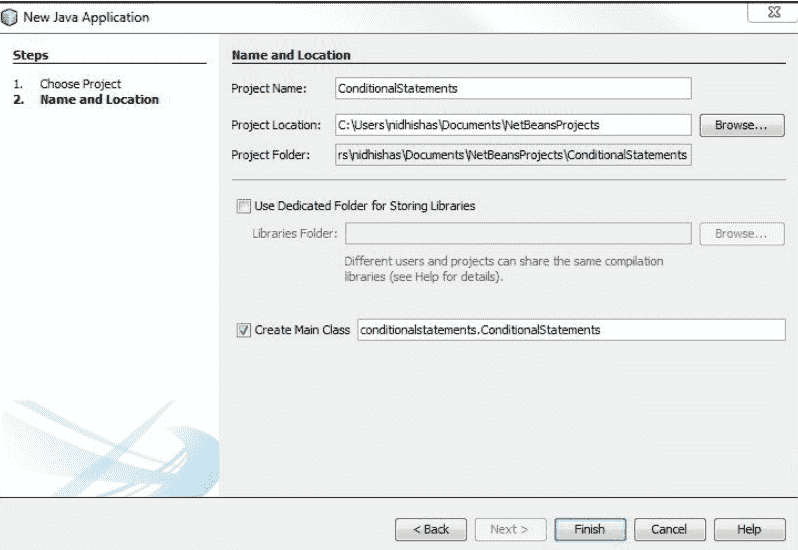 New Java Application
Steps
1. Choose Project
2. Name and Location
Name and Location
Project Name: ConditionalStatements
Project Location: C:\Users\nidhishas\Documents\NetBeansProjects Browse...
Project Folder: rs\nidhishas\Documents\NetBeansProjects\ConditionalStatements
Use Dedicated Folder for Storing Libraries
Libraries Folder: Browse...
Different users and projects can share the same compilation
libraries (see Help for details).
Create Main Class conditionalstatements.ConditionalStatements
< Back Next > Finish Cancel Help